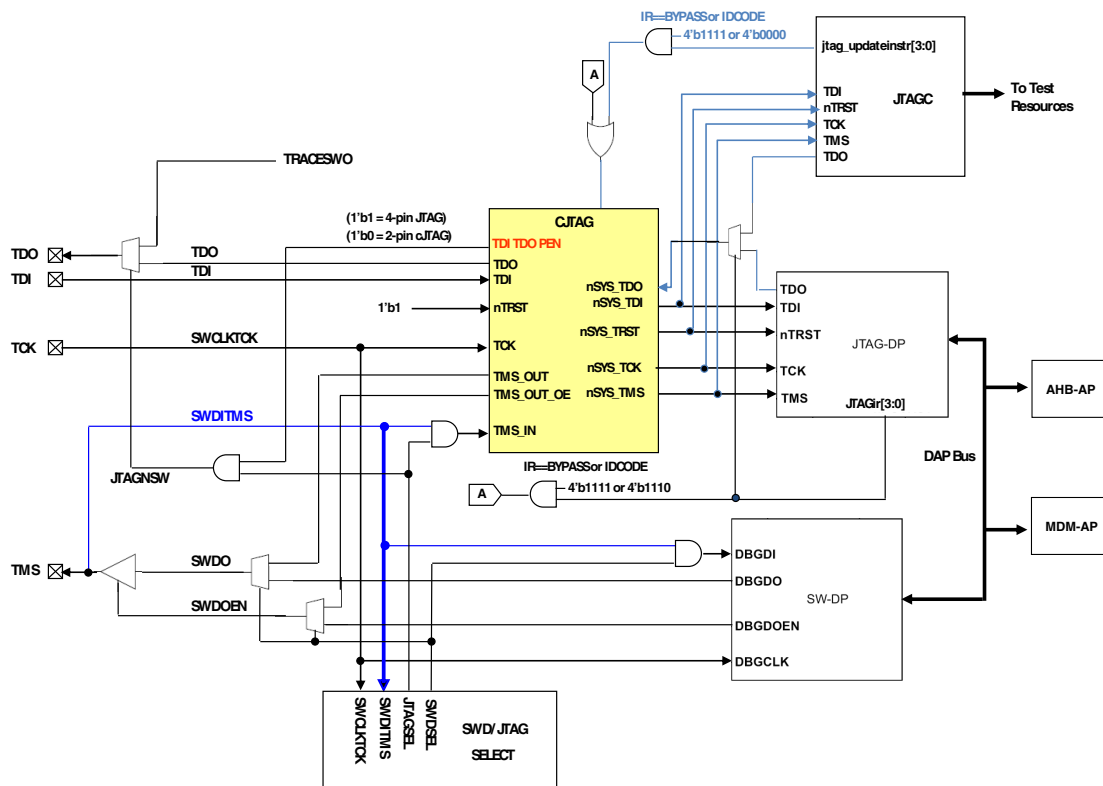 IR==BYPASS or IDCODE
4'b1111 or 4'b0000
jtag_updateinstr[3:0]
A
TDI
nTRST
TCK
TMS
TDO
JTAGC
To Test
Resources
TRACESWO
(1'b1 = 4-pin JTAG)
(1'b0 = 2-pin cJTAG)
CJTAG
TDI TDO PEN
TDO
TDO
TDO
TDI
TDI
TDI
1'b1
nTRST
nSYS_TDO
nSYS_TDI
nSYS_TRST
nSYS_TCK
nSYS_TMS
TDO
TDI
nTRST
TCK
TMS
JTAG-DP
JTAGir[3:0]
TCK
SWCLKTCK
TCK
TMS_OUT
TMS_OUT_OE
TMS_IN
SWDITMS
AHB-AP
DAP Bus
JTAGNSW
IR==BYPASS or IDCODE
4'b1111 or 4'b1110
A
MDM-AP
TMS
SWDO
SWDOEN
DBGDI
DBGDO
SW-DP
DBGDOEN
DBGCLK
SWCLKTCK
SWDITMS
JTAGSEL
SWDSEL
SWD/JTAG
SELECT